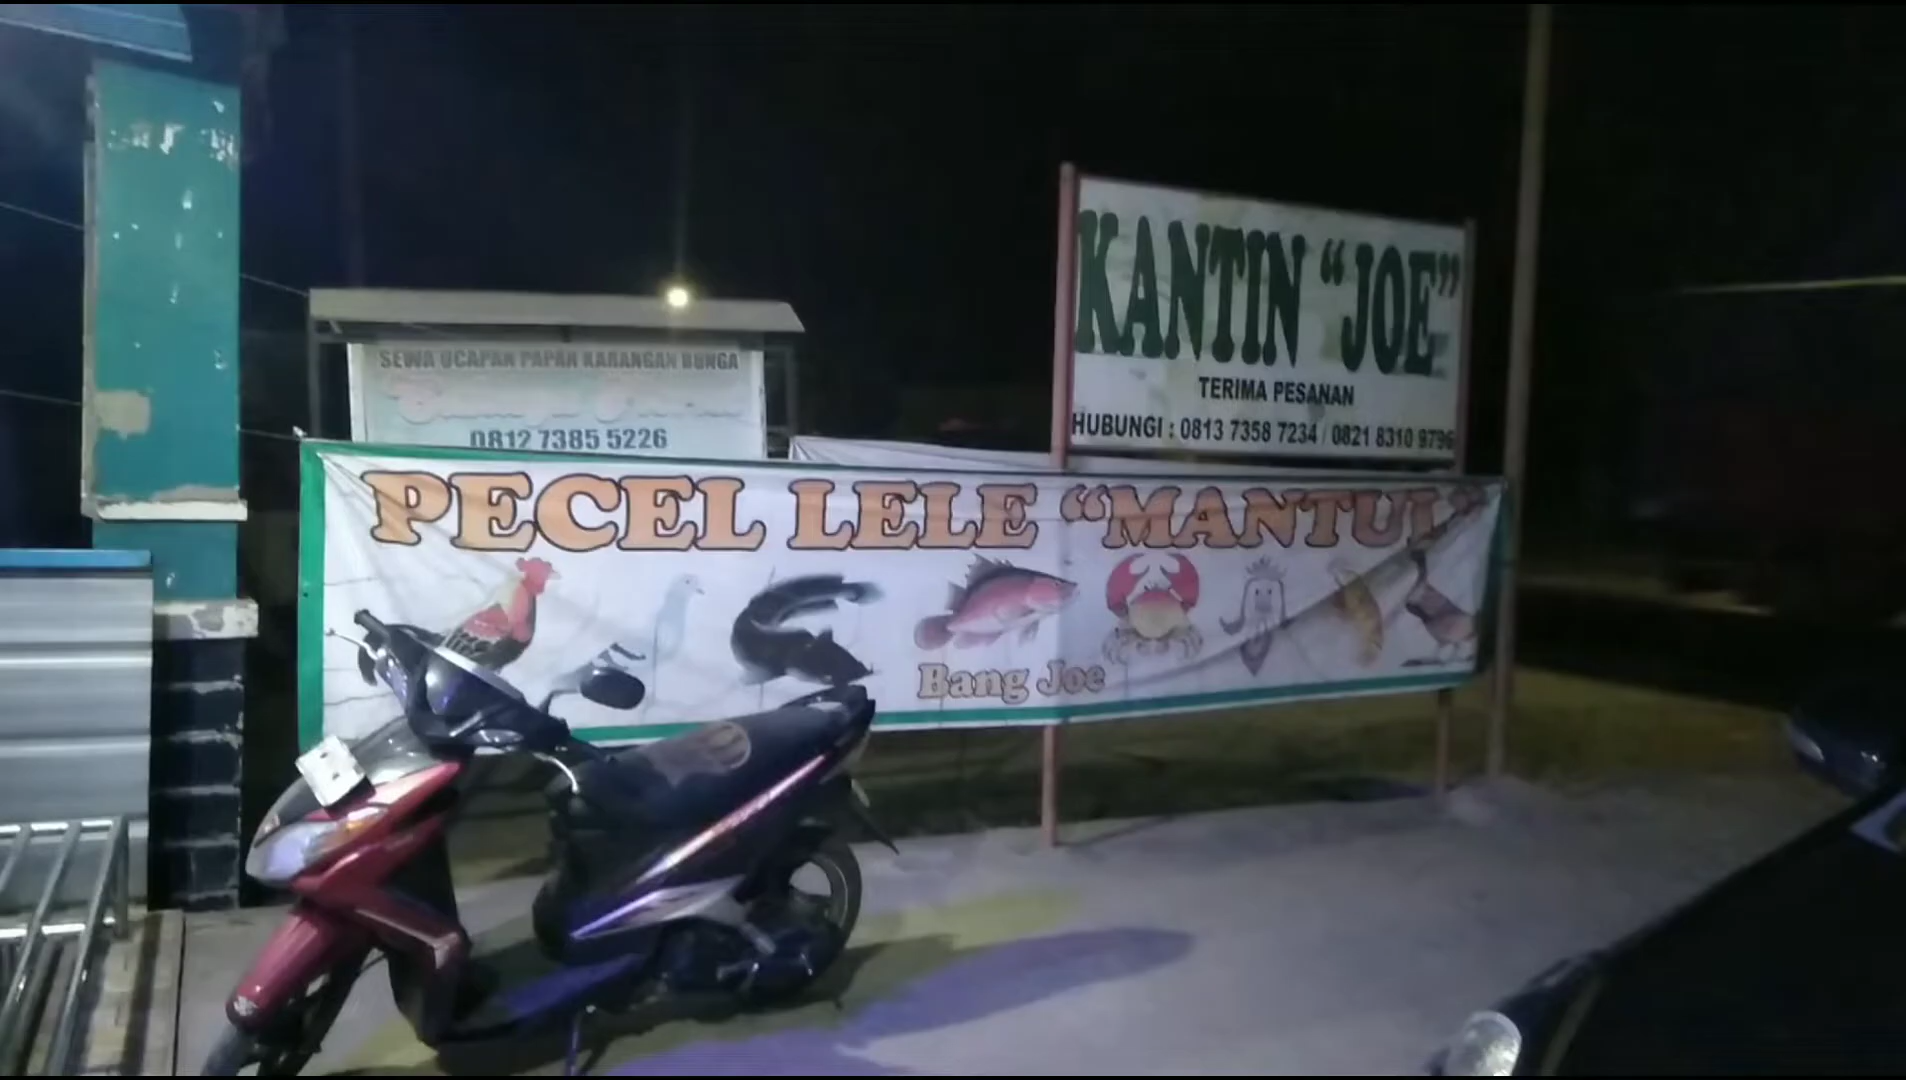 SEWA UCAPAN PAPAN KARANGAN BUNGA
0812 7385 5226
KANTIN "JOE"
TERIMA PESANAN
HUBUNGI : 0813 7358 7234 / 0821 8310 9796
PECEL LELE "MANTUL"
Bang Joe